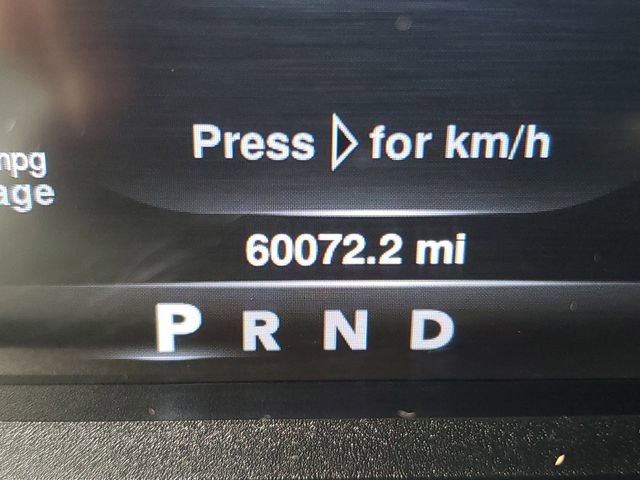 Press ▷ for km/h
mpg
age
60072.2 mi
P R N D